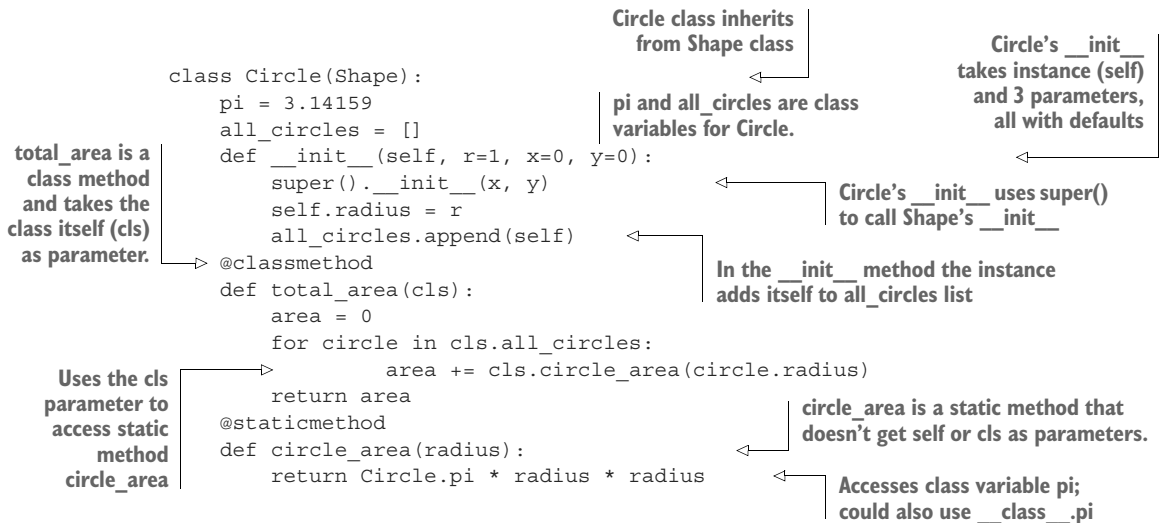 Circle class inherits
from Shape class
Circle's __init__
takes instance (self)
and 3 parameters,
all with defaults
class Circle(Shape):
    pi = 3.14159
    all_circles = []
    def __init__(self, r=1, x=0, y=0):
        super().__init__(x, y)
        self.radius = r
        all_circles.append(self)
    @classmethod
    def total_area(cls):
        area = 0
        for circle in cls.all_circles:
                area += cls.circle_area(circle.radius)
        return area
    @staticmethod
    def circle_area(radius):
        return Circle.pi * radius * radius
pi and all_circles are class
variables for Circle.
total_area is a
class method
and takes the
class itself (cls)
as parameter.
Circle's __init__ uses super()
to call Shape's __init__
In the __init__ method the instance
adds itself to all_circles list
Uses the cls
parameter to
access static
method
circle_area
circle_area is a static method that
doesn't get self or cls as parameters.
Accesses class variable pi;
could also use __class__.pi